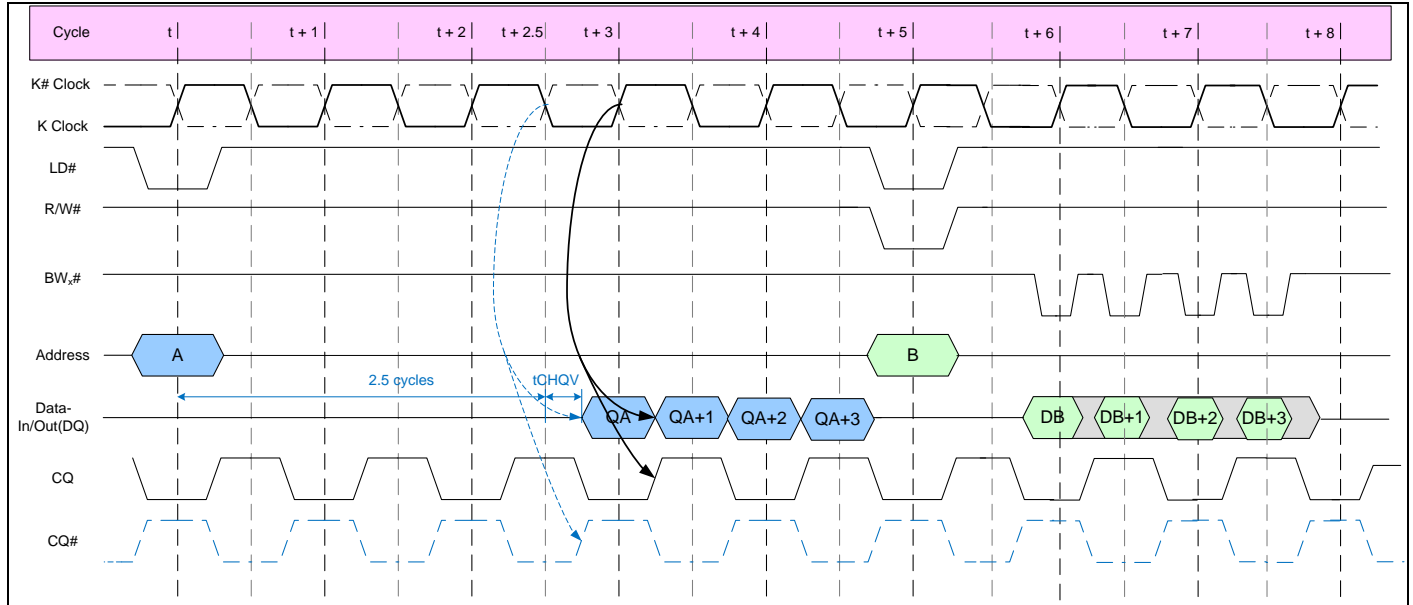 Cycle t t + 1 t + 2 t + 2.5 t + 3 t + 4 t + 5 t + 6 t + 7 t + 8
K# Clock
K Clock
LD#
R/W#
BWx#
Address A B
2.5 cycles tCHQV
Data-
In/Out(DQ) QA QA+1 QA+2 QA+3 DB DB+1 DB+2 DB+3
CQ
CQ#